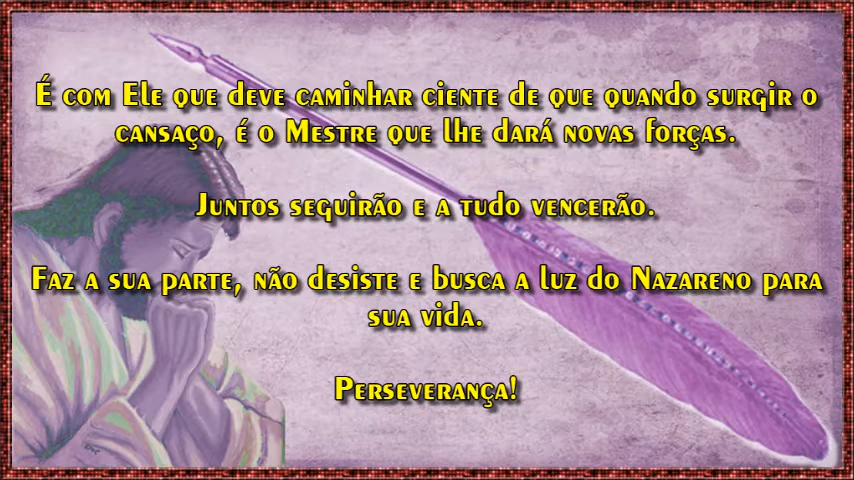 É com Ele que deve caminhar ciente de que quando surgir o
cansaço, é o Mestre que lhe dará novas forças.
Juntos seguirão e a tudo vencerão.
Faz a sua parte, não desiste e busca a luz do Nazareno para
sua vida.
Perseverança!